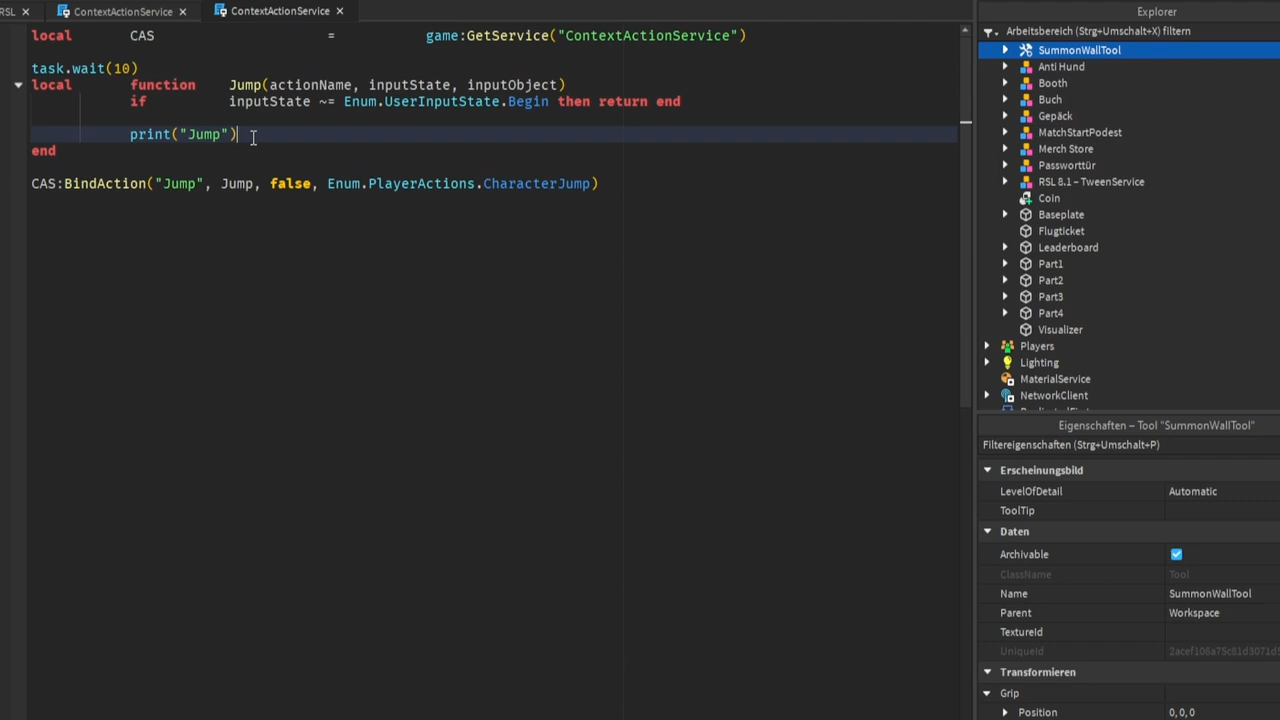 RSL
ContextActionService
ContextActionService
local CAS = game:GetService("ContextActionService")
task.wait(10)
local function Jump(actionName, inputState, inputObject)
if inputState ~= Enum.UserInputState.Begin then return end
print("Jump")
end
CAS:BindAction("Jump", Jump, false, Enum.PlayerActions.CharacterJump)
Explorer
Arbeitsbereich (Strg+Umschalt+X) filtern
SummonWallTool
Anti Hund
Booth
Buch
Gepäck
MatchStartPodest
Merch Store
Passworttür
RSL 8.1 – TweenService
Coin
Baseplate
Flugticket
Leaderboard
Part1
Part2
Part3
Part4
Visualizer
Players
Lighting
MaterialService
NetworkClient
Eigenschaften – Tool "SummonWallTool"
Filtereigenschaften (Strg+Umschalt+P)
Erscheinungsbild
LevelOfDetail Automatic
ToolTip
Daten
Archivable
ClassName Tool
Name SummonWallTool
Parent Workspace
TextureId
UniqueId
Transformieren
Grip
Position 0, 0, 0